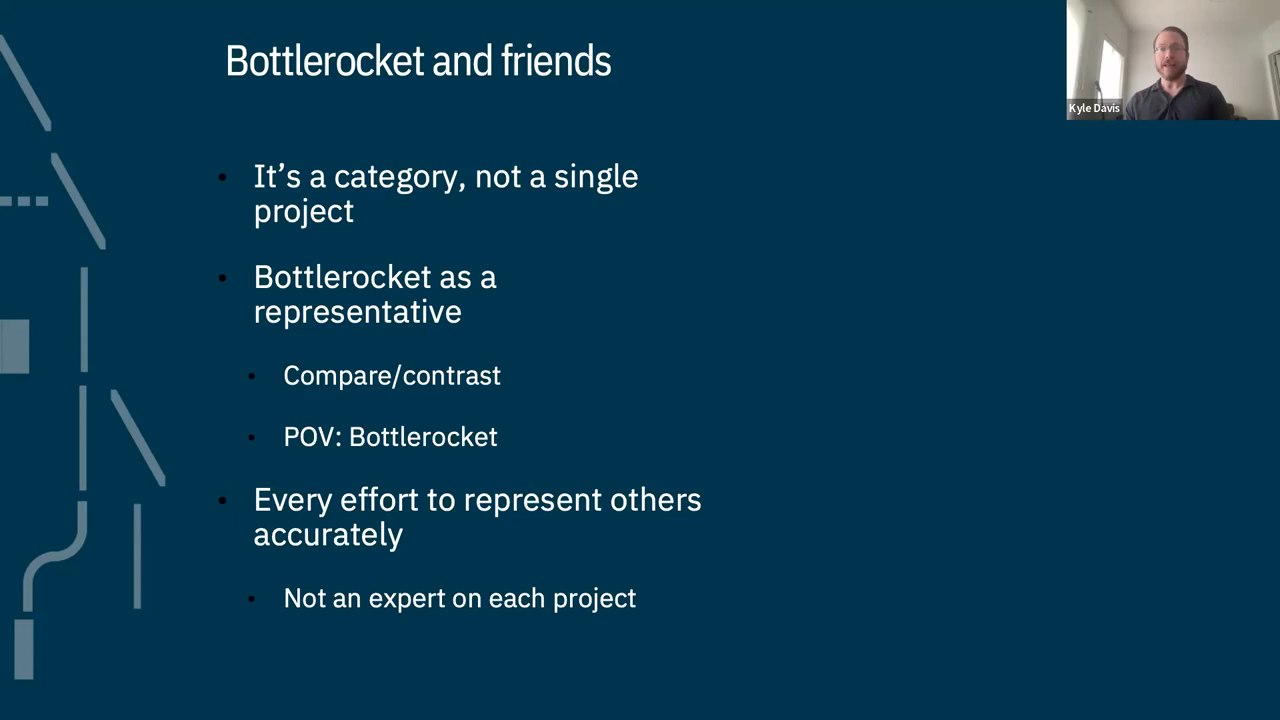 Bottlerocket and friends
Kyle Davis
• It’s a category, not a single
project
• Bottlerocket as a
representative
• Compare/contrast
• POV: Bottlerocket
• Every effort to represent others
accurately
• Not an expert on each project